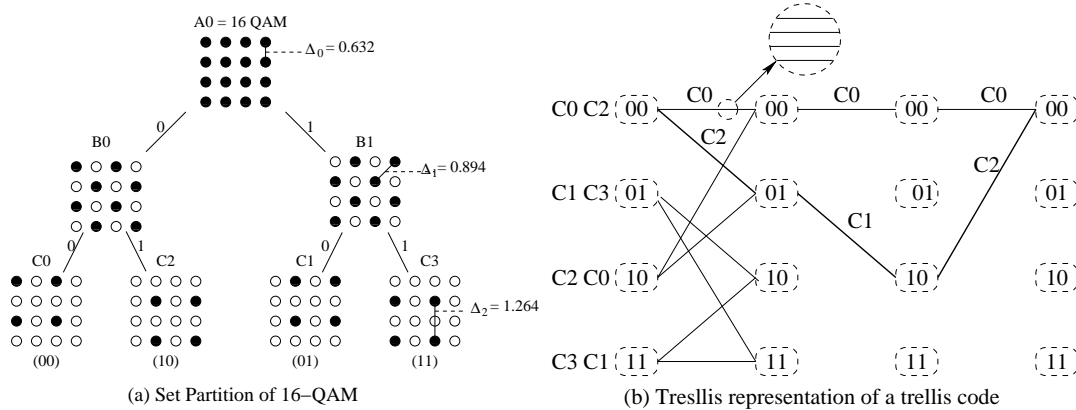 A0 = 16 QAM
Δ0 = 0.632
0
1
B0
B1
Δ1 = 0.894
0
1
0
1
C0
C2
C1
C3
Δ2 = 1.264
(00)
(10)
(01)
(11)
(a) Set Partition of 16−QAM
C0
C0
C0
C0 C2
00
00
00
00
C2
C2
C1 C3
01
01
01
01
C1
C2 C0
10
10
10
10
C3 C1
11
11
11
11
(b) Tresllis representation of a trellis code